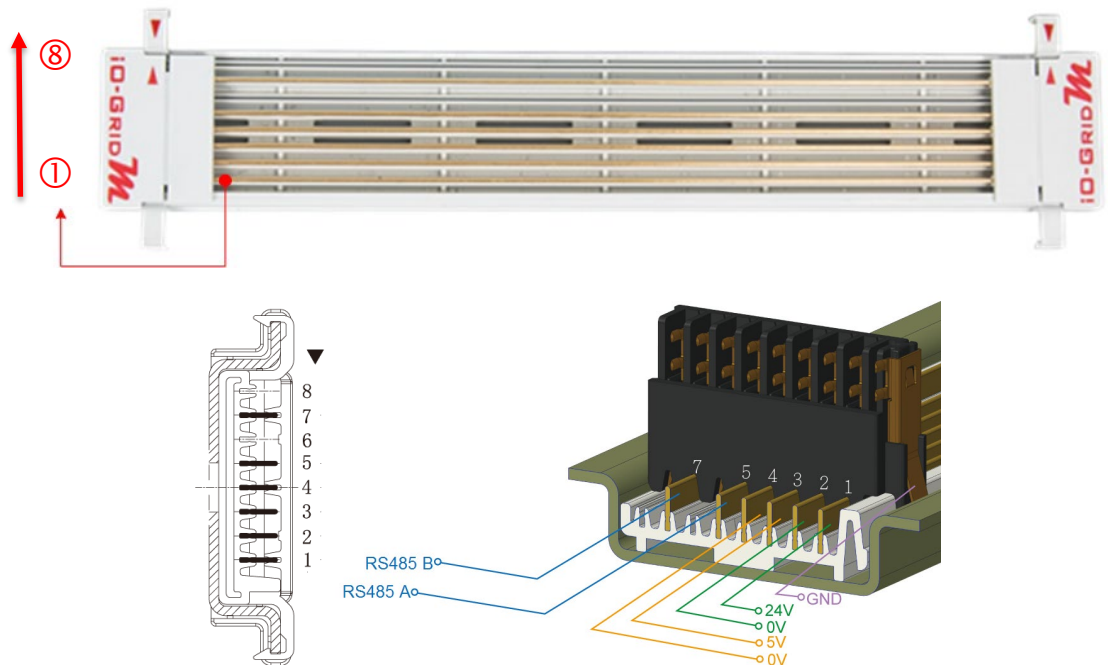 ⑧
①
iO-GRID M
iO-GRID M
8
7
6
5
4
3
2
1
7 5 4 3 2 1
RS485 B
RS485 A
GND
24V
0V
5V
0V